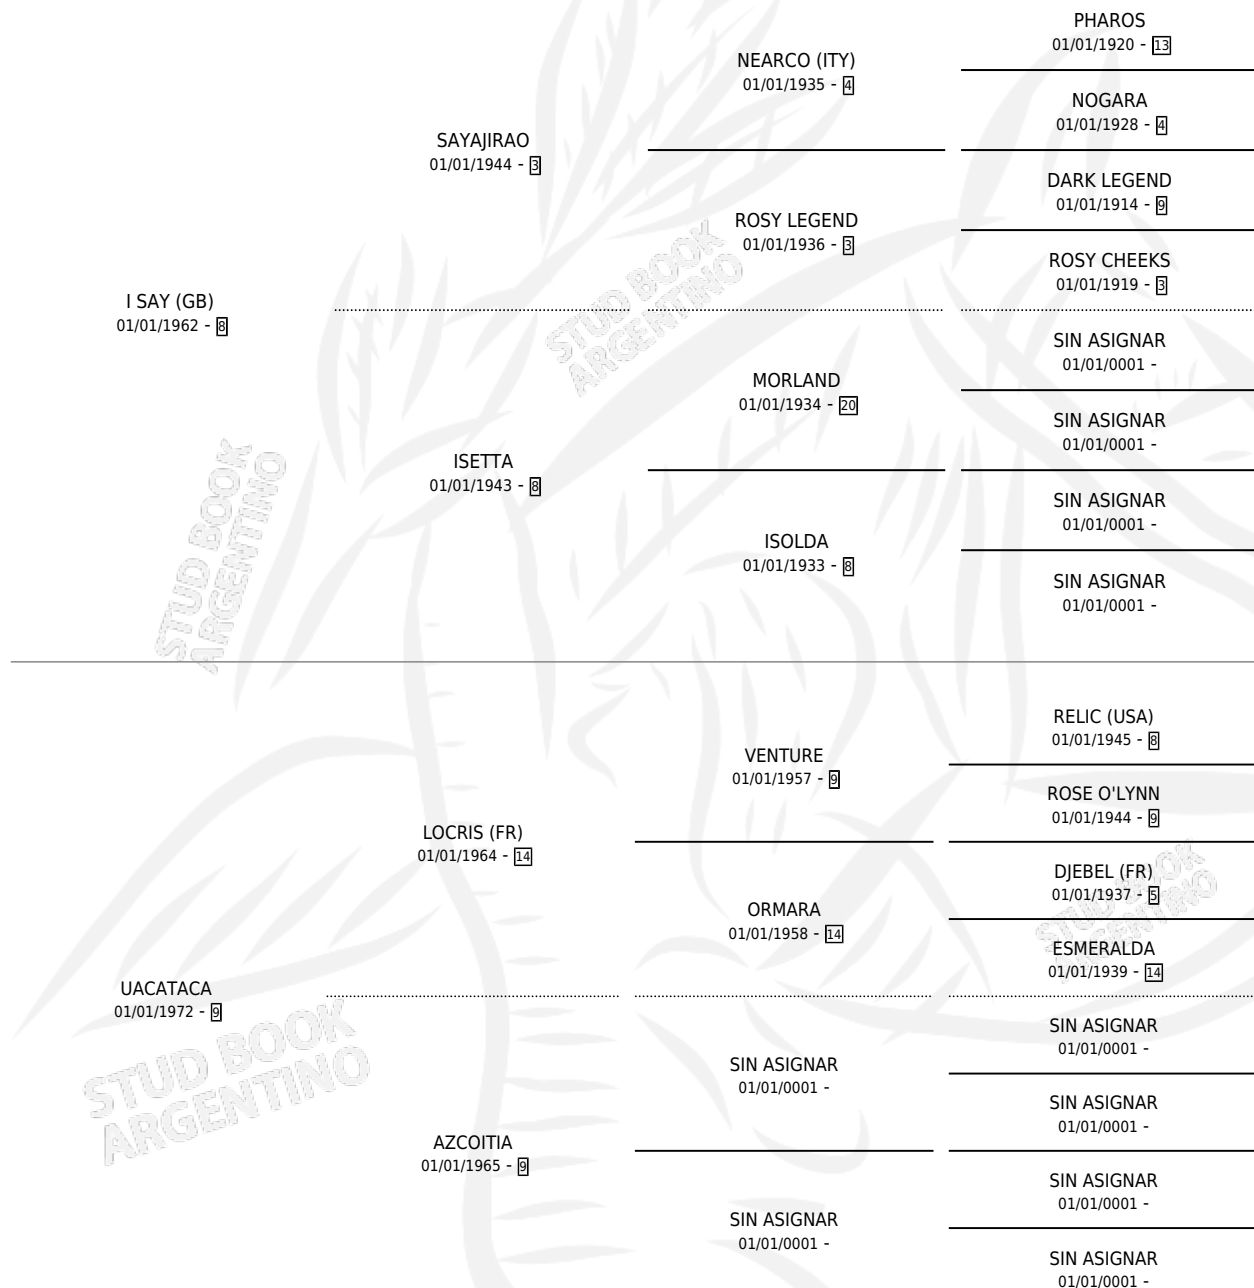 PHAROS
01/01/1920 - 13
NEARCO (ITY)
01/01/1935 - 4
NOGARA
01/01/1928 - 4
SAYAJIRAO
01/01/1944 - 3
DARK LEGEND
01/01/1914 - 9
ROSY LEGEND
01/01/1936 - 3
ROSY CHEEKS
01/01/1919 - 3
I SAY (GB)
01/01/1962 - 8
SIN ASIGNAR
01/01/0001 -
MORLAND
01/01/1934 - 20
SIN ASIGNAR
01/01/0001 -
ISETTA
01/01/1943 - 8
SIN ASIGNAR
01/01/0001 -
ISOLDA
01/01/1933 - 8
SIN ASIGNAR
01/01/0001 -
RELIC (USA)
01/01/1945 - 8
VENTURE
01/01/1957 - 9
ROSE O'LYNN
01/01/1944 - 9
LOCRIS (FR)
01/01/1964 - 14
DJEBEL (FR)
01/01/1937 - 5
ORMARA
01/01/1958 - 14
ESMERALDA
01/01/1939 - 14
UACATACA
01/01/1972 - 9
SIN ASIGNAR
01/01/0001 -
SIN ASIGNAR
01/01/0001 -
SIN ASIGNAR
01/01/0001 -
AZCOITIA
01/01/1965 - 9
SIN ASIGNAR
01/01/0001 -
SIN ASIGNAR
01/01/0001 -
SIN ASIGNAR
01/01/0001 -
STUD BOOK
ARGENTINO
STUD BOOK
ARGENTINO
STUD BOOK
ARGENTINO
STUD BOOK
ARGENTINO